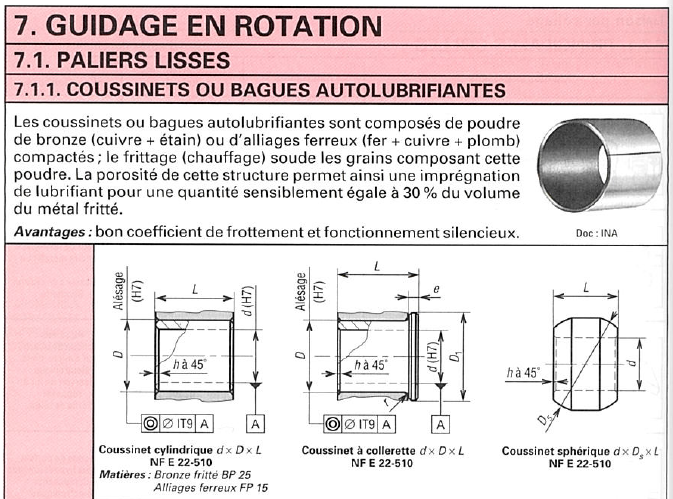 7. GUIDAGE EN ROTATION
7.1. PALIERS LISSES
7.1.1. COUSSINETS OU BAGUES AUTOLUBRIFIANTES
Les coussinets ou bagues autolubrifiantes sont composés de poudre
de bronze (cuivre + étain) ou d'alliages ferreux (fer + cuivre + plomb)
compactés ; le frittage (chauffage) soude les grains composant cette
poudre. La porosité de cette structure permet ainsi une imprégnation
de lubrifiant pour une quantité sensiblement égale à 30 % du volume
du métal fritté.
Avantages : bon coefficient de frottement et fonctionnement silencieux.
Doc : INA
Alésage
(H7)
L
D
d (H7)
h à 45°
◎ Ø IT9 A
A
Coussinet cylindrique d × D × L
NF E 22-510
Matières : Bronze fritté BP 25
Alliages ferreux FP 15
Alésage
(H7)
L
e
D
d (H7)
D₁
h à 45°
r
◎ Ø IT9 A
A
Coussinet à collerette d × D × L
NF E 22-510
L
d
h à 45°
Dₛ
Coussinet sphérique d × Dₛ × L
NF E 22-510